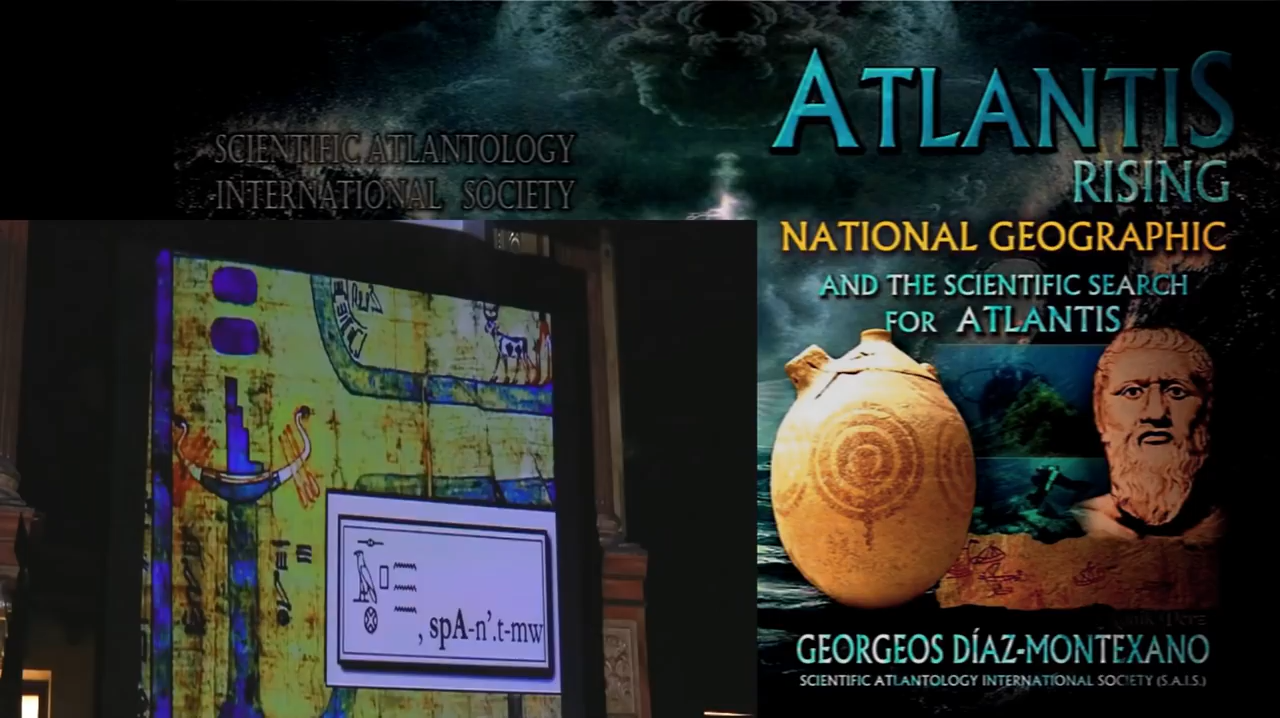 SCIENTIFIC ATLANTOLOGY
INTERNATIONAL SOCIETY
ATLANTIS
RISING
NATIONAL GEOGRAPHIC
AND THE SCIENTIFIC SEARCH
FOR ATLANTIS
, spA-n’.t-mw
GEORGEOS DÍAZ-MONTEXANO
SCIENTIFIC ATLANTOLOGY INTERNATIONAL SOCIETY (S.A.I.S.)